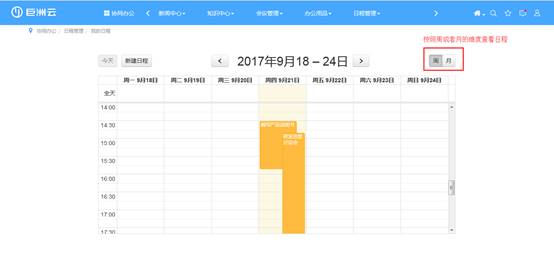 巨洲云 协同办公 新闻中心 知识中心 会议管理 办公用品 日程管理
协同办公 / 日程管理 / 我的日程
按照周或者月的维度查看日程
今天 新建日程 < 2017年9月18 – 24日 > 周 月
周一 9月18日 周二 9月19日 周三 9月20日 周四 9月21日 周五 9月22日 周六 9月23日 周日 9月24日
全天
14:00
14:30
15:00
15:30
16:00
16:30
17:00
17:30